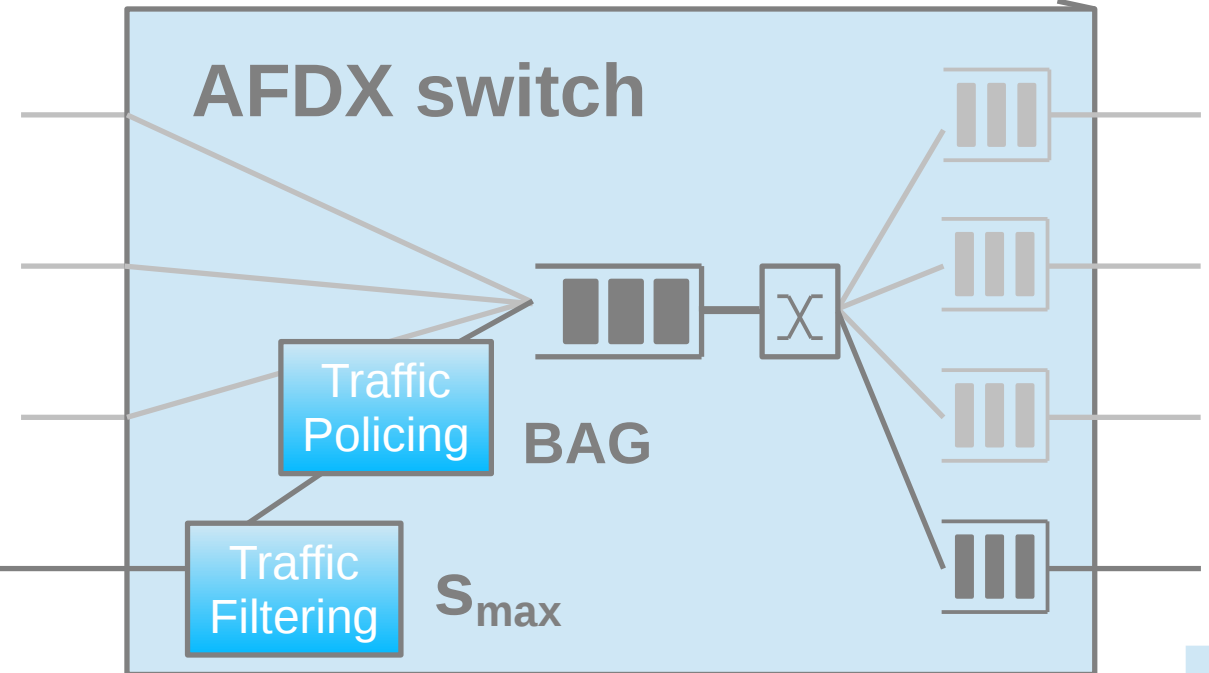 AFDX switch
Traffic
Policing
BAG
Traffic
Filtering
smax